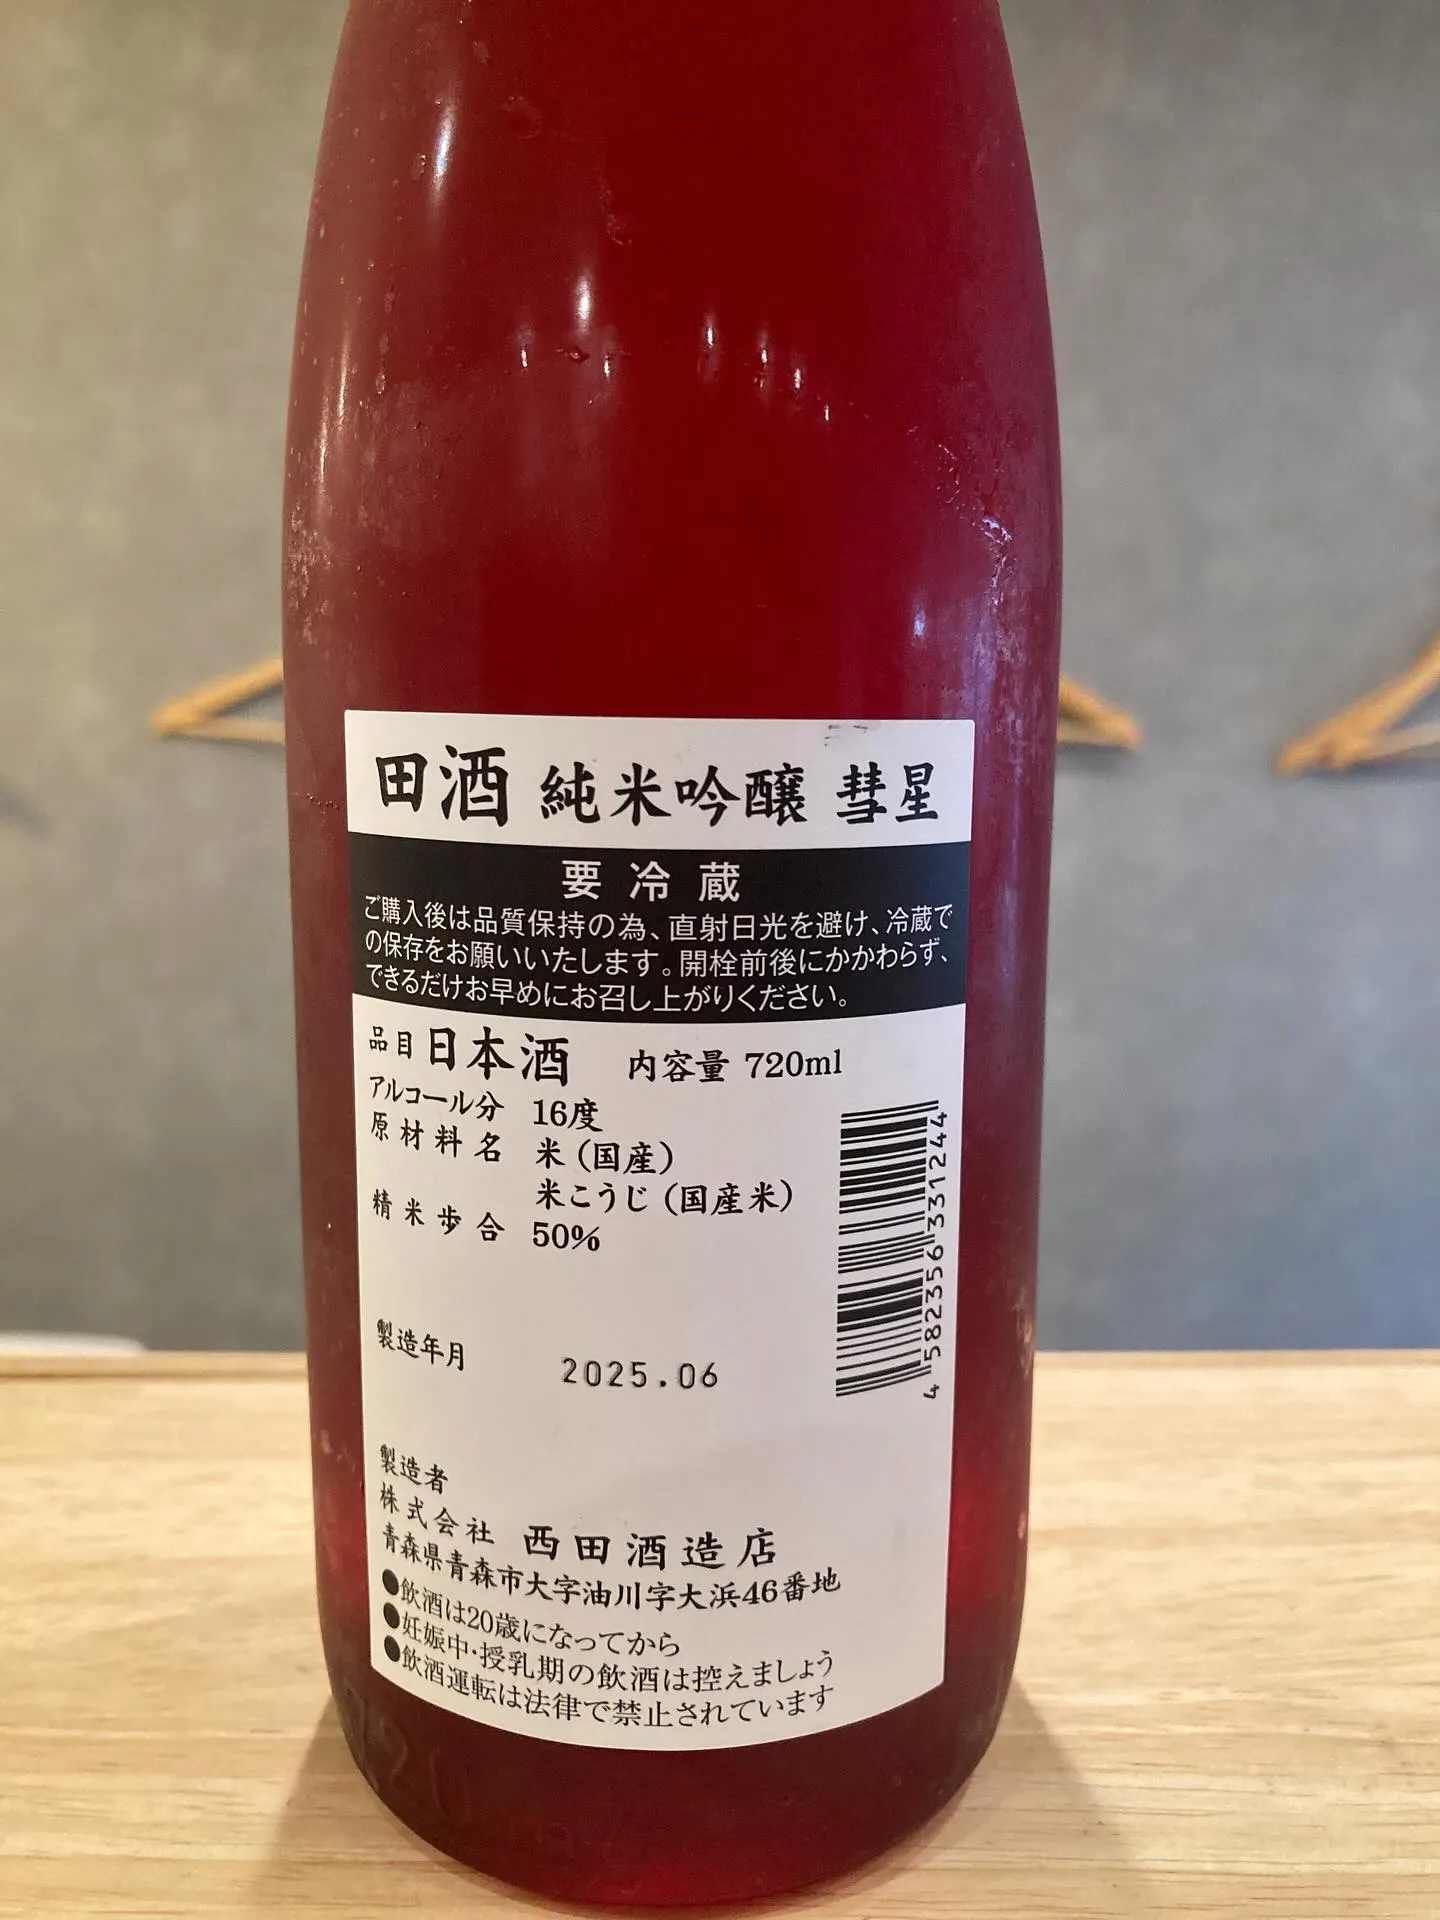 田酒 純米吟醸 彗星
要冷蔵
ご購入後は品質保持の為、直射日光を避け、冷蔵で
の保存をお願いいたします。開栓前後にかかわらず、
できるだけお早めにお召し上がりください。
品目 日本酒 内容量 720ml
アルコール分 16度
原材料名 米（国産）
米こうじ（国産米）
精米歩合 50%
製造年月 2025.06
製造者
株式会社 西田酒造店
青森県青森市大字油川字大浜46番地
●飲酒は20歳になってから
●妊娠中・授乳期の飲酒は控えましょう
●飲酒運転は法律で禁止されています
4582356331244
720